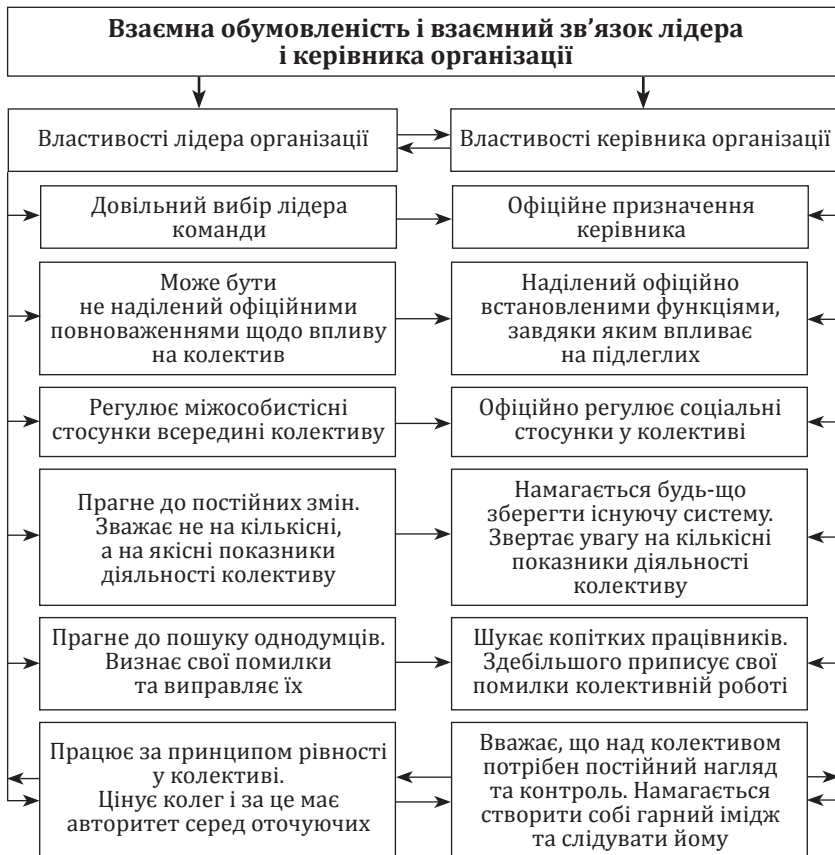 Взаємна обумовленість і взаємний зв’язок лідера
і керівника організації
Властивості лідера організації
Властивості керівника організації
Довільний вибір лідера
команди
Офіційне призначення
керівника
Може бути
не наділений офіційними
повноваженнями щодо впливу
на колектив
Наділений офіційно
встановленими функціями,
завдяки яким впливає
на підлеглих
Регулює міжособистісні
стосунки всередині колективу
Офіційно регулює соціальні
стосунки у колективі
Прагне до постійних змін.
Зважає не на кількісні,
а на якісні показники
діяльності колективу
Намагається будь-що
зберегти існуючу систему.
Звертає увагу на кількісні
показники діяльності
колективу
Прагне до пошуку однодумців.
Визнає свої помилки
та виправляє їх
Шукає копітких працівників.
Здебільшого приписує свої
помилки колективній роботі
Працює за принципом рівності
у колективі.
Цінує колег і за це має
авторитет серед оточуючих
Вважає, що над колективом
потрібен постійний нагляд
та контроль. Намагається
створити собі гарний імідж
та слідувати йому